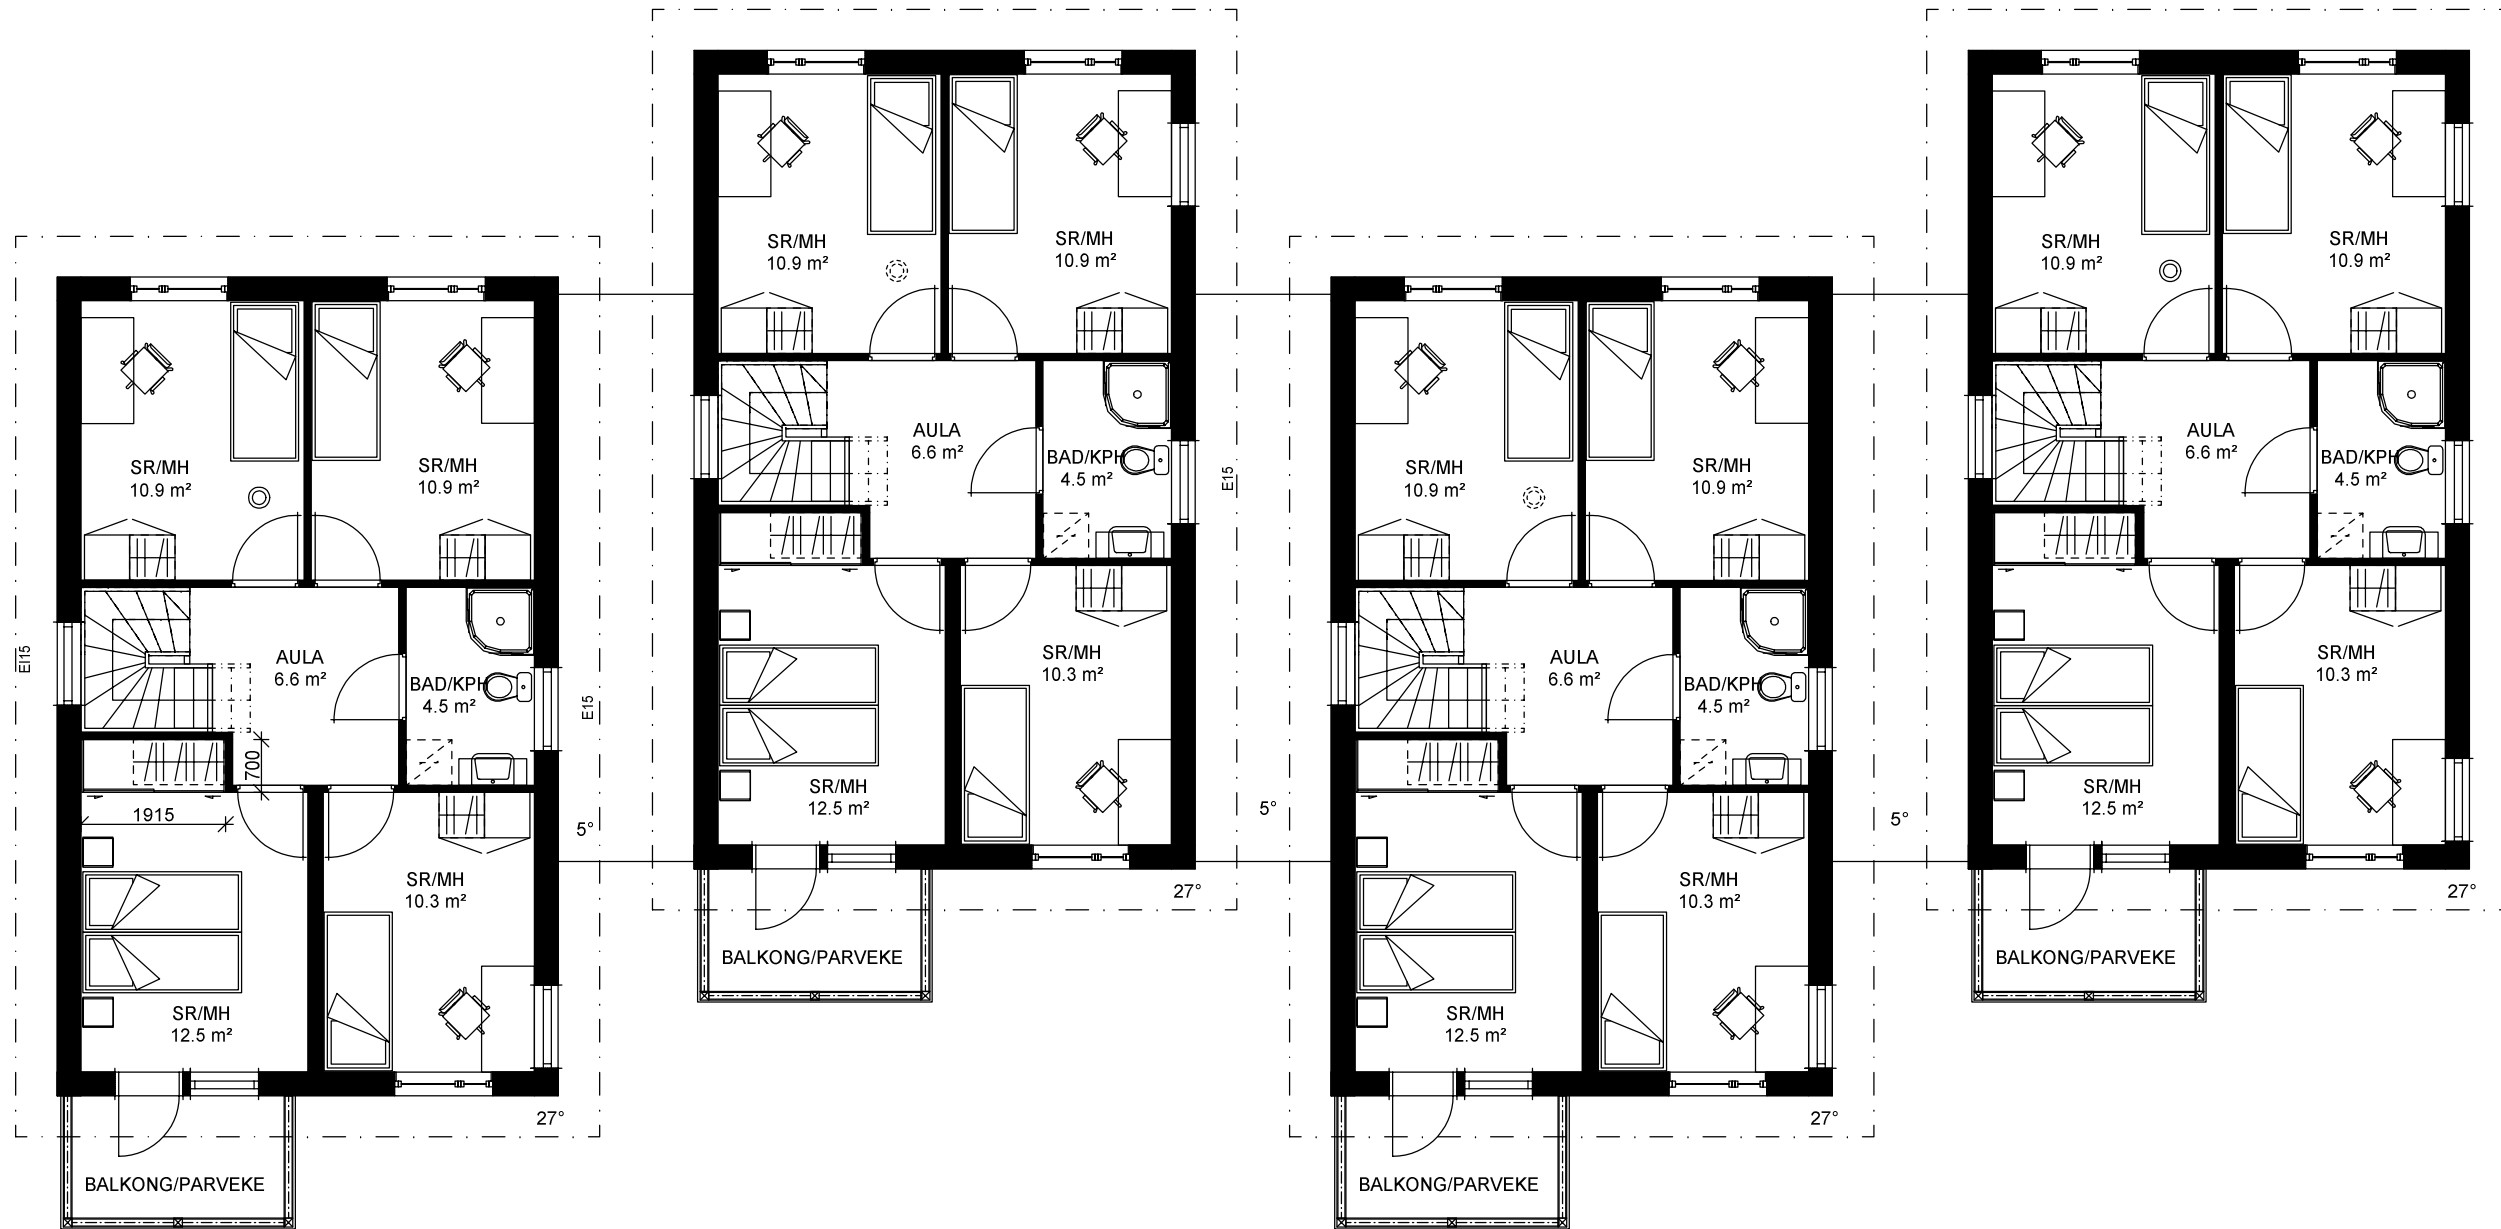 SR/MH
10.9 m²
SR/MH
10.9 m²
AULA
6.6 m²
BAD/KPH
4.5 m²
EI15
E15
700
1915
5°
SR/MH
10.3 m²
SR/MH
12.5 m²
27°
BALKONG/PARVEKE
SR/MH
10.9 m²
SR/MH
10.9 m²
AULA
6.6 m²
BAD/KPH
4.5 m²
E15
SR/MH
10.3 m²
SR/MH
12.5 m²
5°
27°
BALKONG/PARVEKE
SR/MH
10.9 m²
SR/MH
10.9 m²
AULA
6.6 m²
BAD/KPH
4.5 m²
5°
SR/MH
10.3 m²
SR/MH
12.5 m²
27°
BALKONG/PARVEKE
SR/MH
10.9 m²
SR/MH
10.9 m²
AULA
6.6 m²
BAD/KPH
4.5 m²
SR/MH
10.3 m²
SR/MH
12.5 m²
27°
BALKONG/PARVEKE